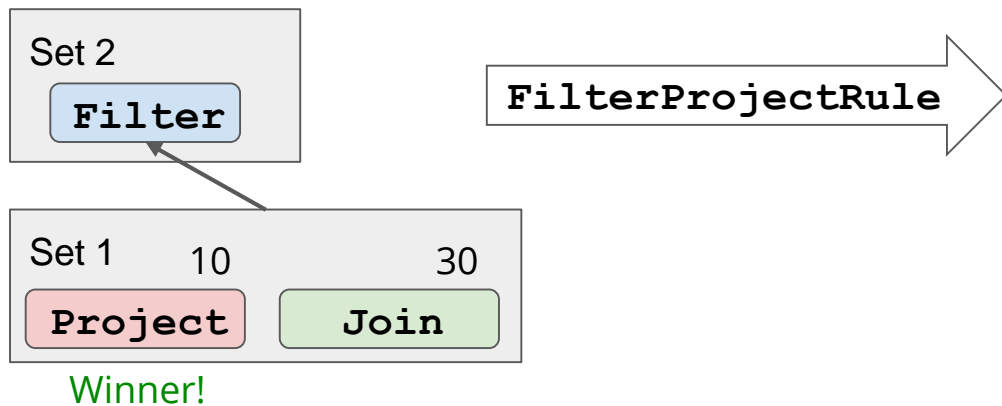 Set 2
Filter
FilterProjectRule
Set 1
10
30
Project
Join
Winner!